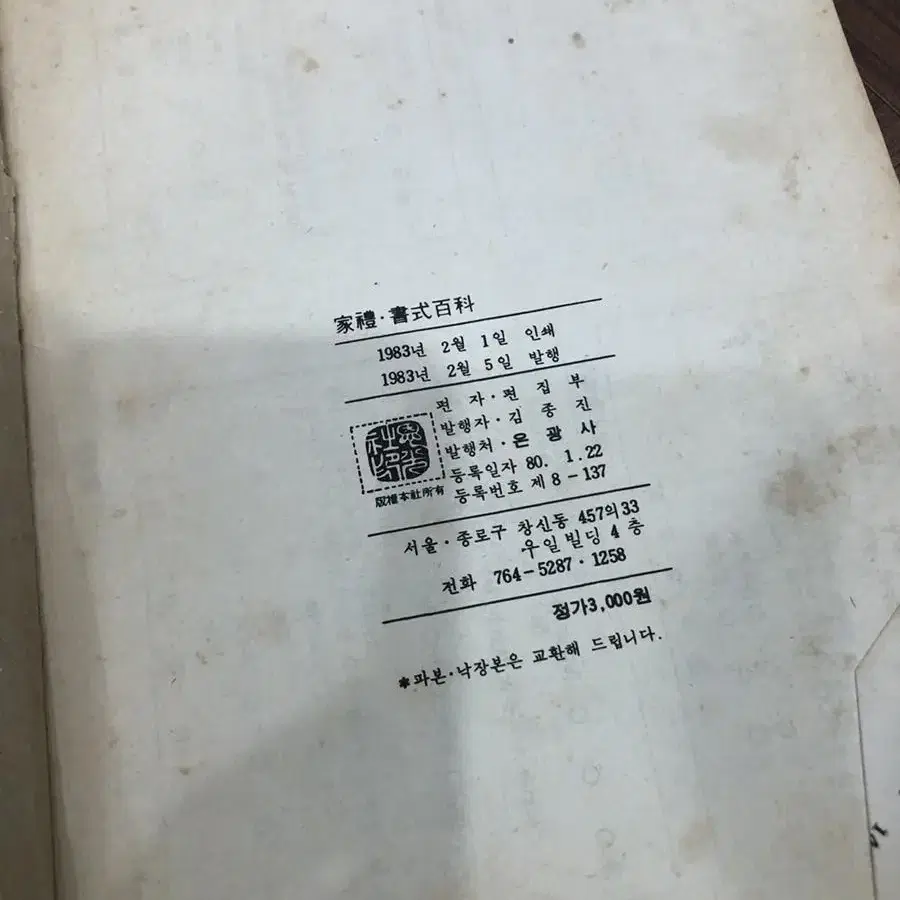 家禮·書式百科
1983년 2월 1일 인쇄
1983년 2월 5일 발행
편 자·편 집 부
발행자·김 종 진
발행처·은 광 사
등록일자 80. 1. 22
등록번호 제 8-137
版權本社所有
서울·종로구 창신동 457의 33
우일빌딩 4 층
전화 764-5287·1258
정가3,000원
*파본·낙장본은 교환해 드립니다.